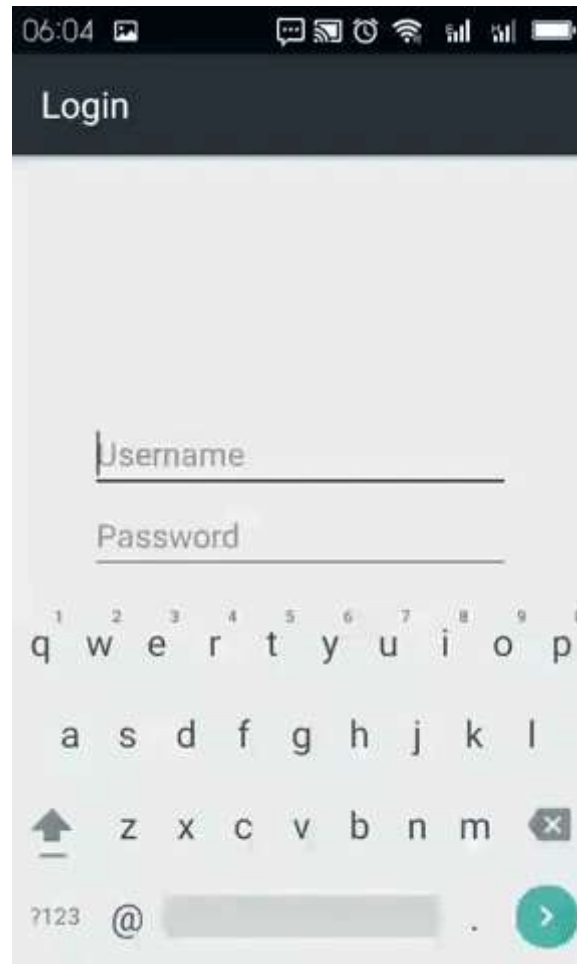 06:04
Login
Username
Password
1 2 3 4 5 6 7 8 9
q w e r t y u i o p
a s d f g h j k l
z x c v b n m
?123 @ .